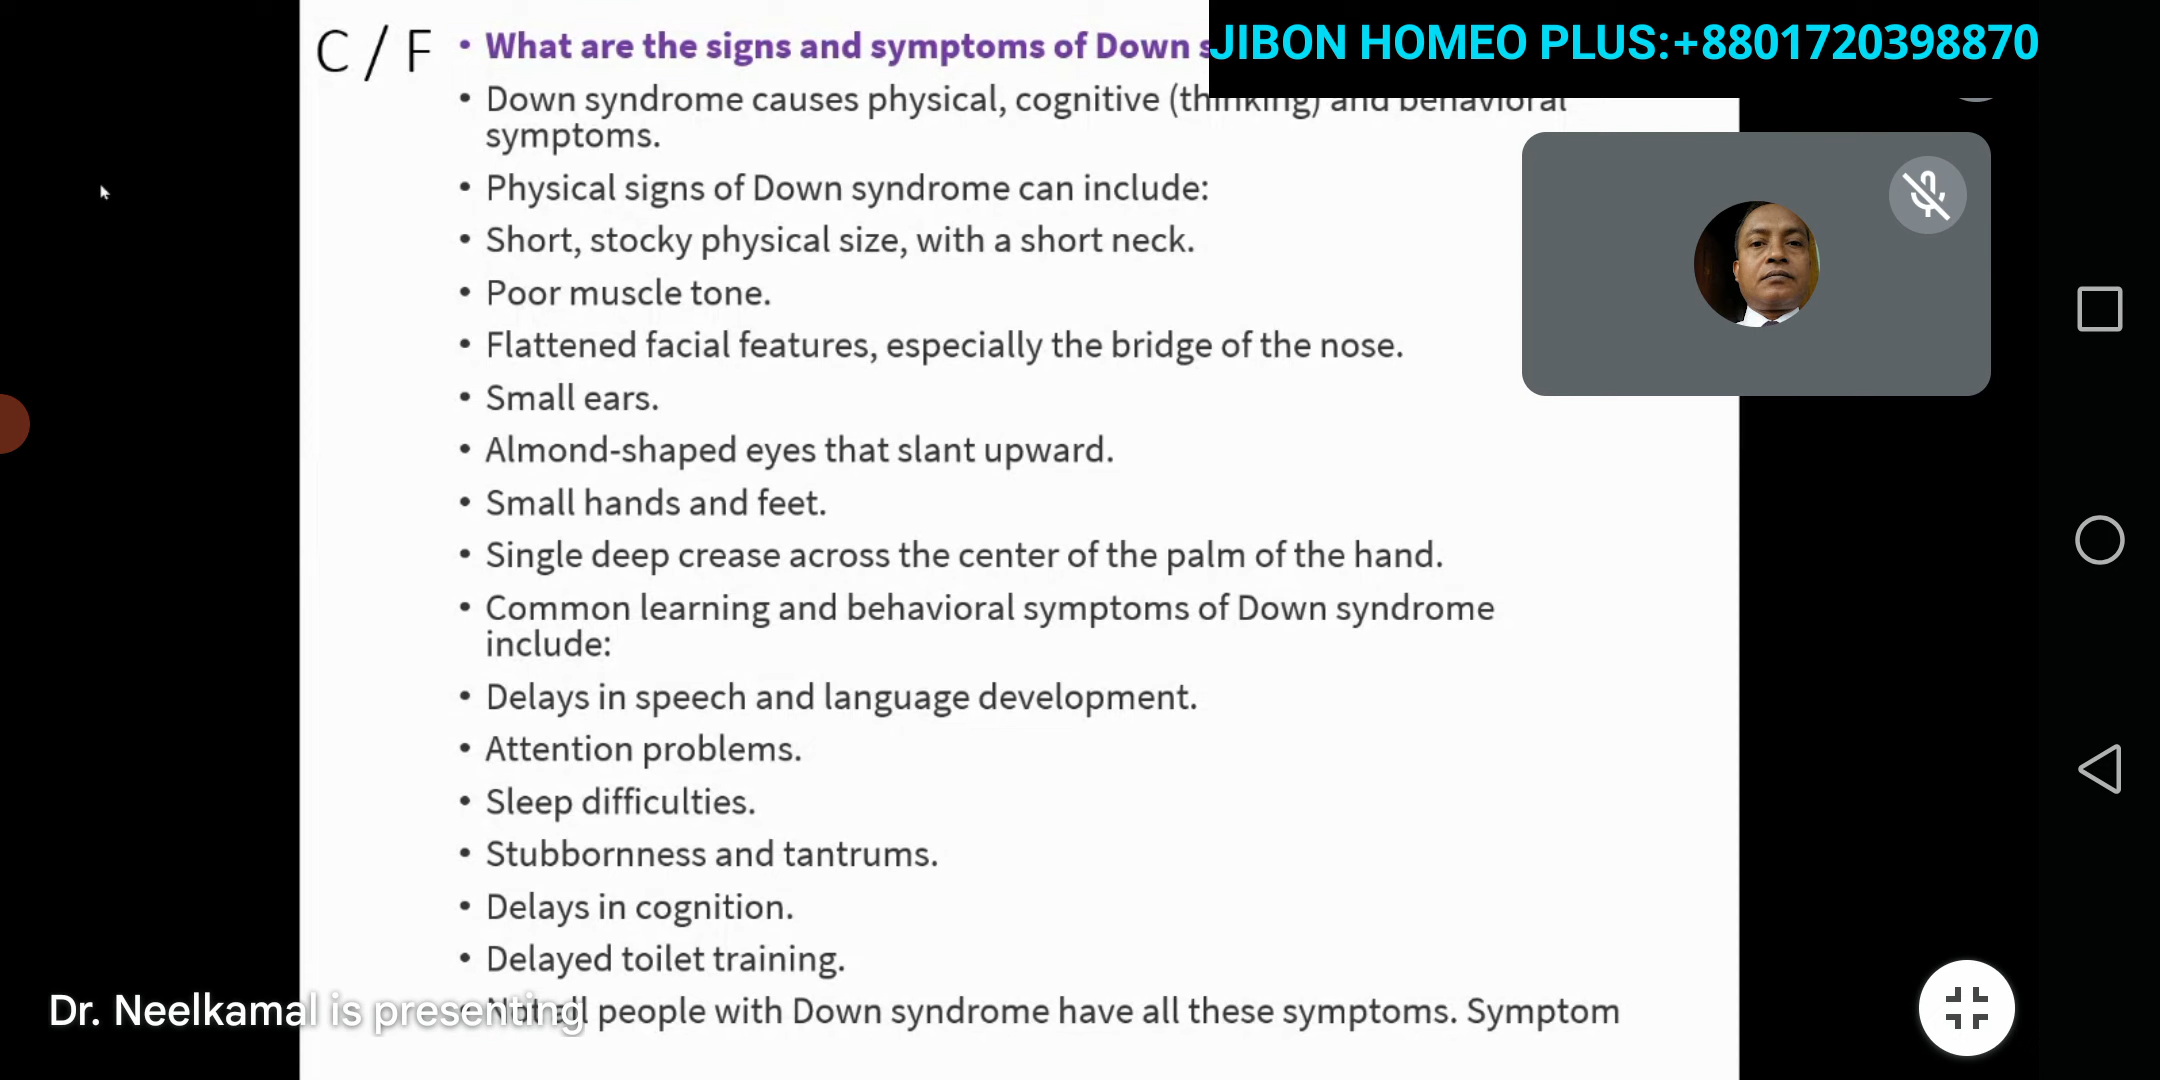 C / F
• What are the signs and symptoms of Down
JIBON HOMEO PLUS:+8801720398870
• Down syndrome causes physical, cognitive (thinking) and behavioral
symptoms.
• Physical signs of Down syndrome can include:
• Short, stocky physical size, with a short neck.
• Poor muscle tone.
• Flattened facial features, especially the bridge of the nose.
• Small ears.
• Almond-shaped eyes that slant upward.
• Small hands and feet.
• Single deep crease across the center of the palm of the hand.
• Common learning and behavioral symptoms of Down syndrome
include:
• Delays in speech and language development.
• Attention problems.
• Sleep difficulties.
• Stubbornness and tantrums.
• Delays in cognition.
• Delayed toilet training.
• Not all people with Down syndrome have all these symptoms. Symptom
Dr. Neelkamal is presenting